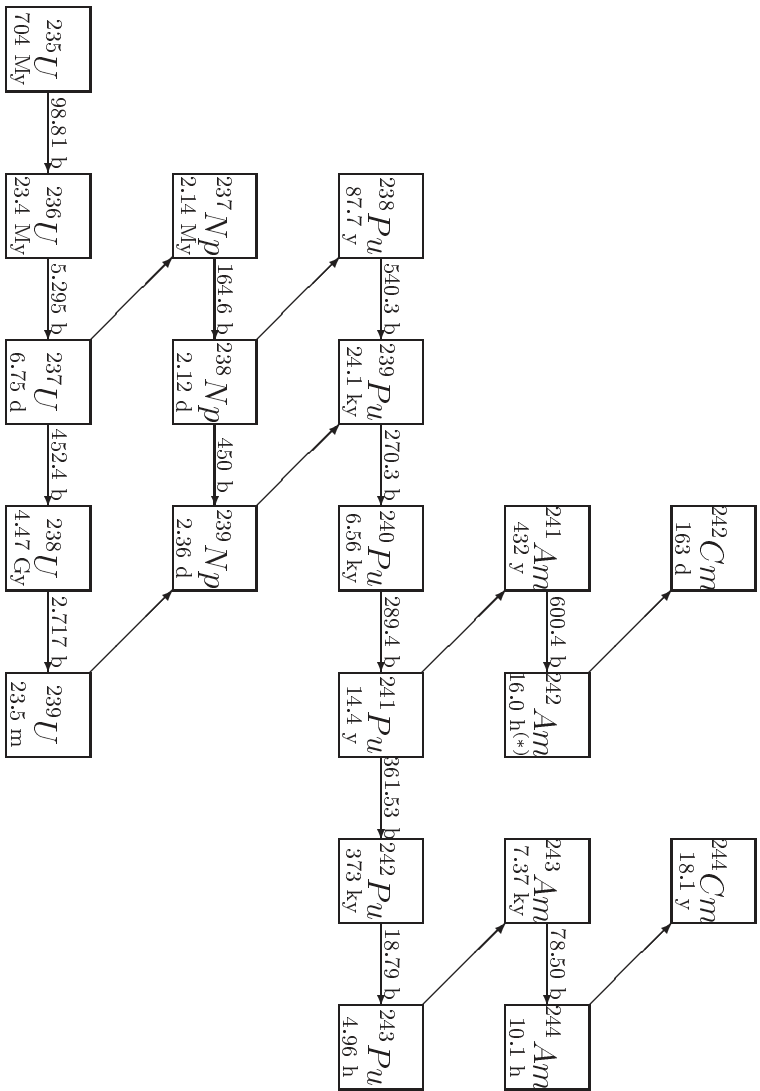 ²⁴²Cm
163 d
²⁴⁴Cm
18.1 y
²⁴¹Am
432 y
600.4 b
²⁴²Am
16.0 h(*)
²⁴³Am
7.37 ky
78.50 b
²⁴⁴Am
10.1 h
²³⁸Pu
87.7 y
540.3 b
²³⁹Pu
24.1 ky
270.3 b
²⁴⁰Pu
6.56 ky
289.4 b
²⁴¹Pu
14.4 y
361.53 b
²⁴²Pu
373 ky
18.79 b
²⁴³Pu
4.96 h
²³⁷Np
2.14 My
164.6 b
²³⁸Np
2.12 d
450 b
²³⁹Np
2.36 d
²³⁵U
704 My
98.81 b
²³⁶U
23.4 My
5.295 b
²³⁷U
6.75 d
452.4 b
²³⁸U
4.47 Gy
2.717 b
²³⁹U
23.5 m